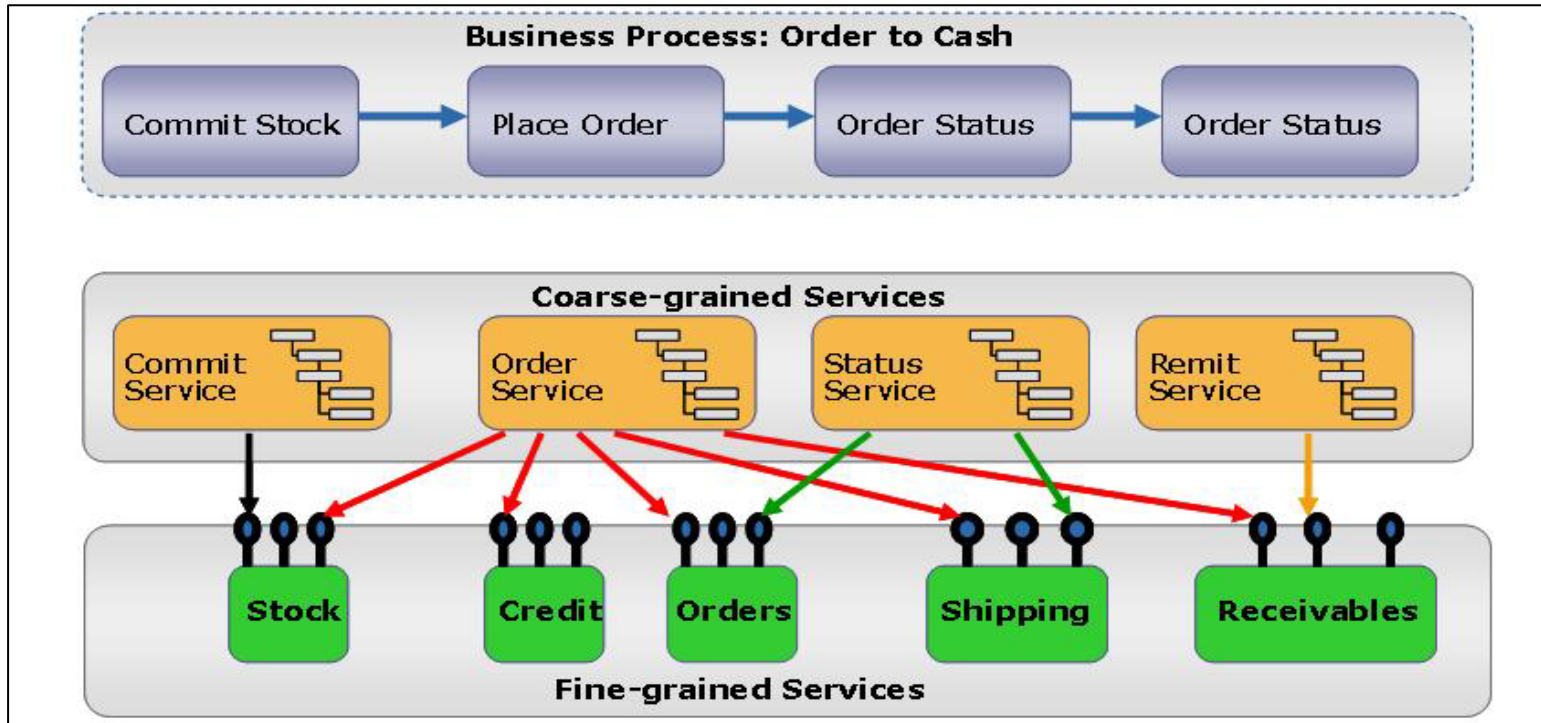 Business Process: Order to Cash
Commit Stock
Place Order
Order Status
Order Status
Coarse-grained Services
Commit
Service
Order
Service
Status
Service
Remit
Service
Stock
Credit
Orders
Shipping
Receivables
Fine-grained Services